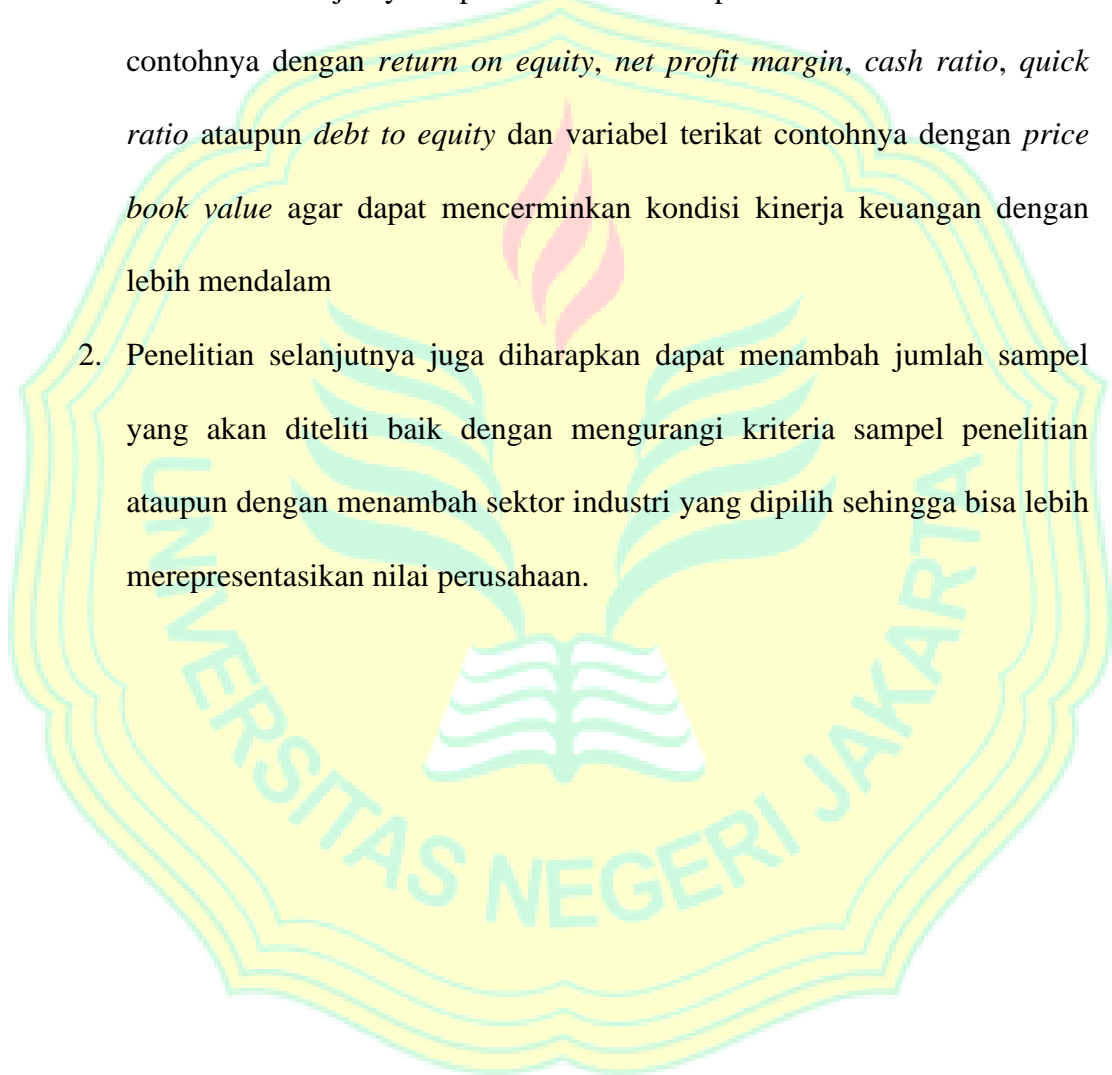 contohnya dengan return on equity, net profit margin, cash ratio, quick
ratio ataupun debt to equity dan variabel terikat contohnya dengan price
book value agar dapat mencerminkan kondisi kinerja keuangan dengan
lebih mendalam
2. Penelitian selanjutnya juga diharapkan dapat menambah jumlah sampel
yang akan diteliti baik dengan mengurangi kriteria sampel penelitian
ataupun dengan menambah sektor industri yang dipilih sehingga bisa lebih
merepresentasikan nilai perusahaan.
UNIVERSITAS NEGERI JAKARTA